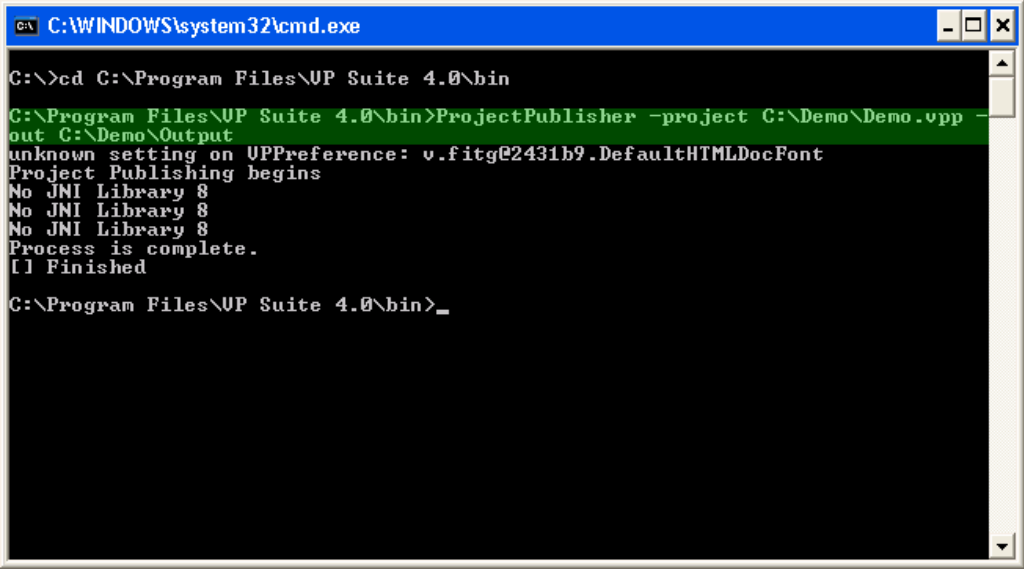 C:\WINDOWS\system32\cmd.exe
C:\>cd C:\Program Files\VP Suite 4.0\bin
C:\Program Files\VP Suite 4.0\bin>ProjectPublisher -project C:\Demo\Demo.vpp -
out C:\Demo\Output
unknown setting on VPPreference: v.fitg@2431b9.DefaultHTMLDocFont
Project Publishing begins
No JNI Library 8
No JNI Library 8
No JNI Library 8
Process is complete.
[] Finished
C:\Program Files\VP Suite 4.0\bin>_